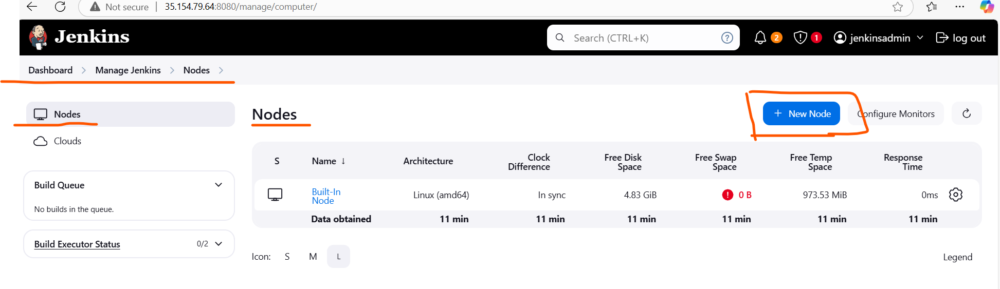 Not secure | 35.154.79.64:8080/manage/computer/
Jenkins
Search (CTRL+K) ? 2 1 jenkinsadmin log out
Dashboard > Manage Jenkins > Nodes >
Nodes
Clouds
Build Queue
No builds in the queue.
Build Executor Status 0/2
Nodes
+ New Node Configure Monitors
S Name ↓ Architecture Clock Difference Free Disk Space Free Swap Space Free Temp Space Response Time
Built-In Node Linux (amd64) In sync 4.83 GiB ! 0 B 973.53 MiB 0ms
Data obtained 11 min 11 min 11 min 11 min 11 min 11 min
Icon: S M L Legend